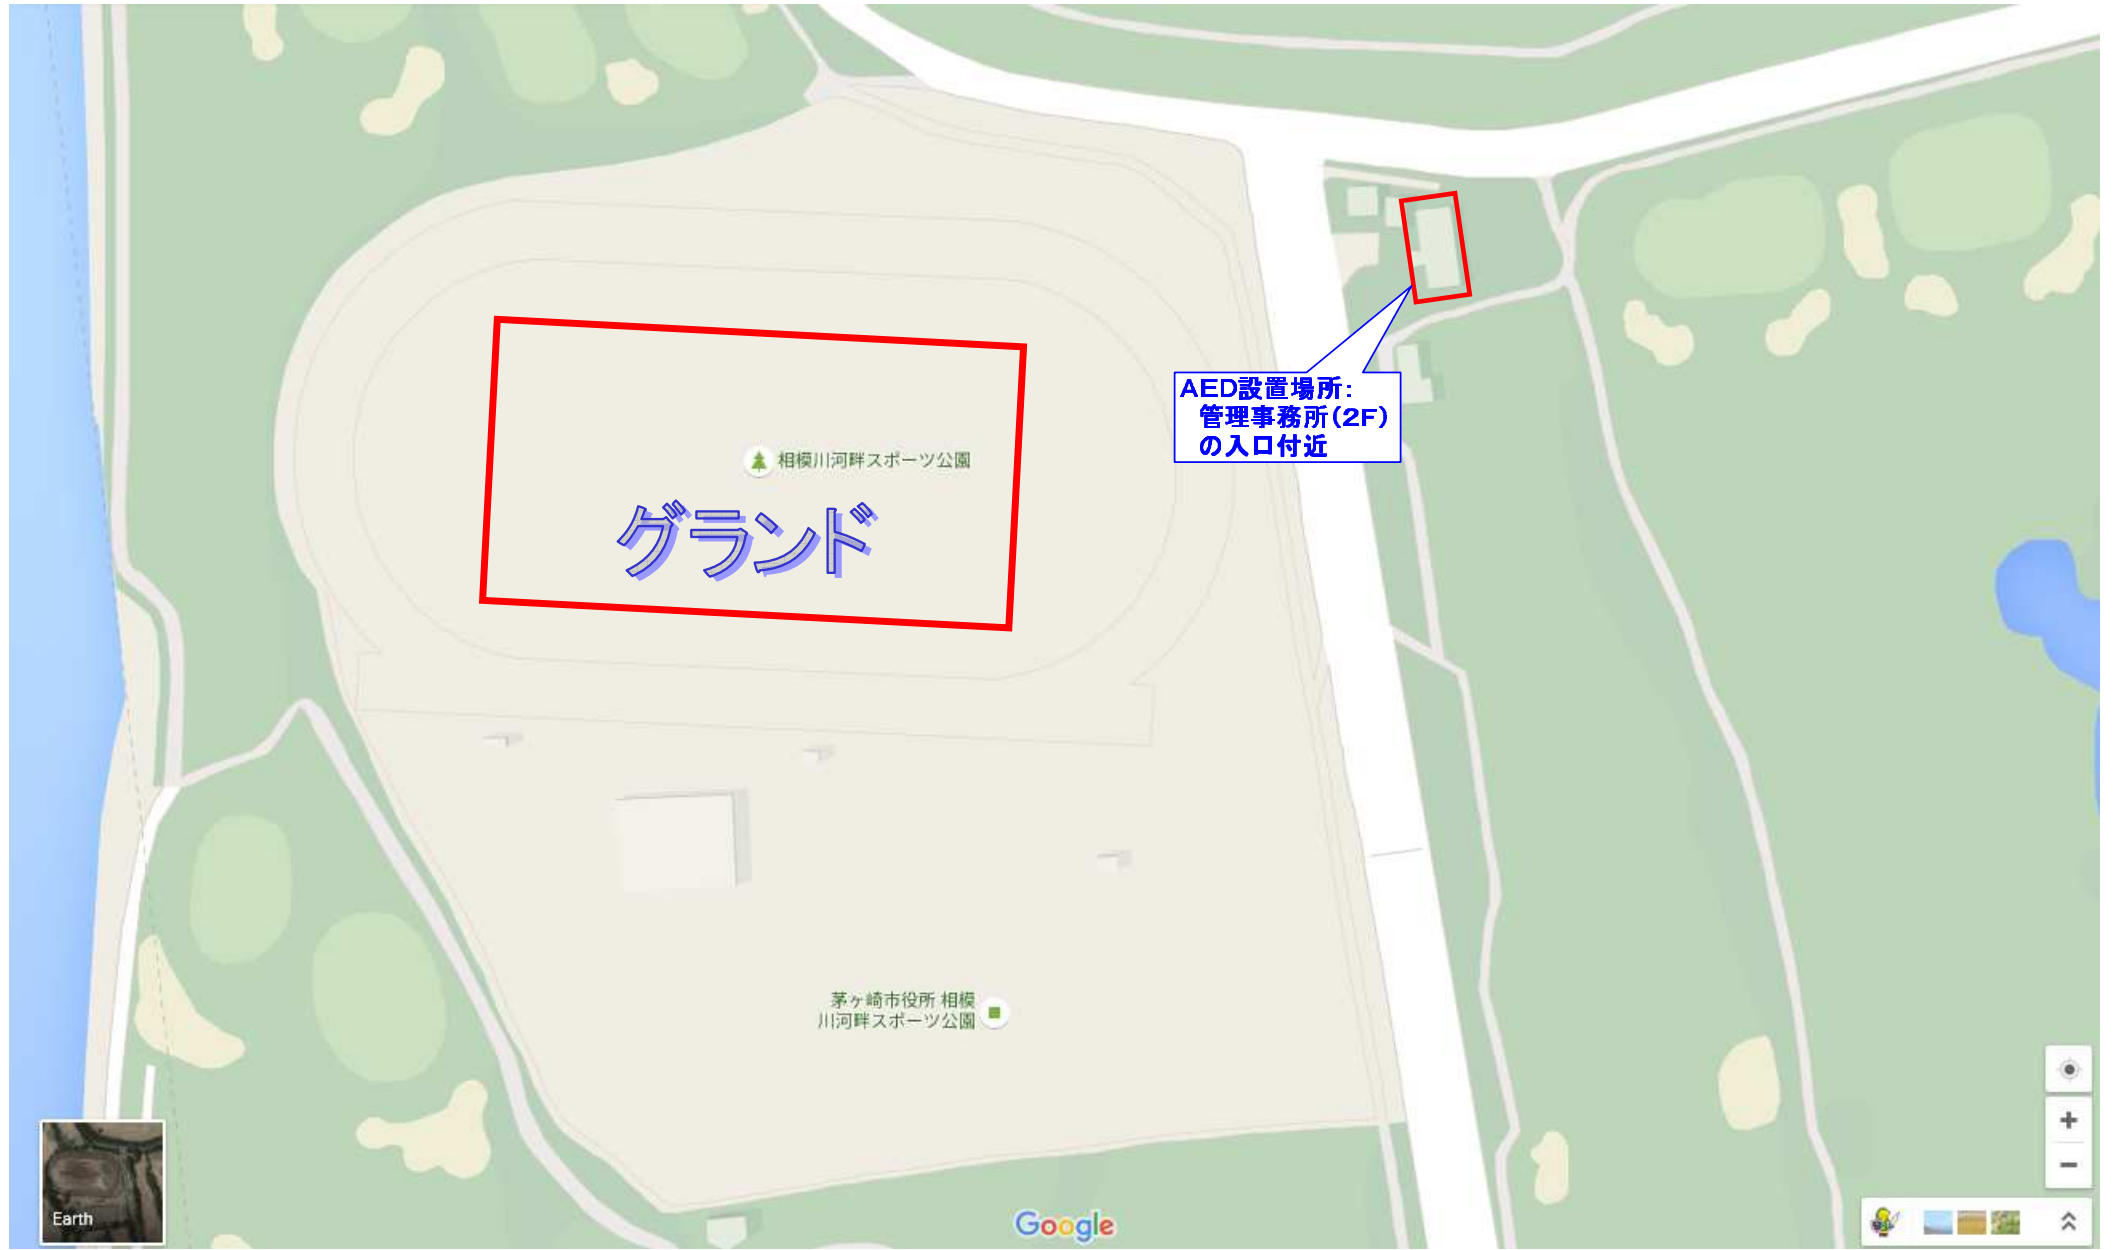 AED設置場所:
管理事務所(2F)
の入口付近
相模川河畔スポーツ公園
グランド
茅ヶ崎市役所 相模
川河畔スポーツ公園
Earth
Google